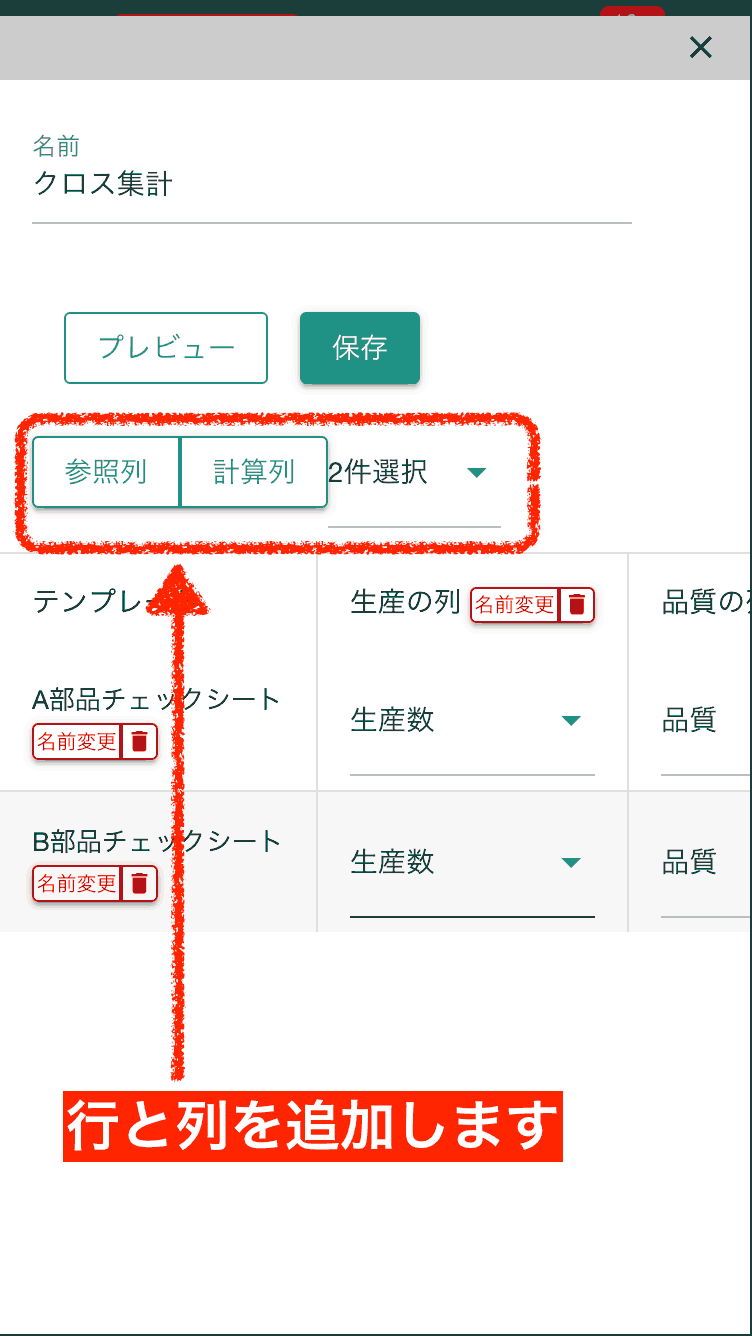 名前
クロス集計
プレビュー 保存
参照列 計算列 2件選択
テンプレー 生産の列 名前変更 品質の
A部品チェックシート
名前変更
生産数 品質
B部品チェックシート
名前変更
生産数 品質
行と列を追加します